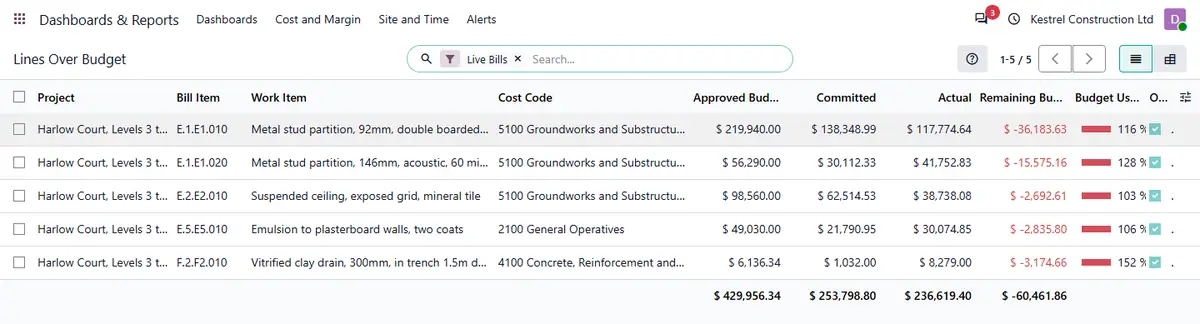 Dashboards & Reports Dashboards Cost and Margin Site and Time Alerts 3 Kestrel Construction Ltd D
Lines Over Budget Live Bills × Search... 1-5 / 5
Project Bill Item Work Item Cost Code Approved Bud... Committed Actual Remaining Bu... Budget Us... O...
Harlow Court, Levels 3 t... E.1.E1.010 Metal stud partition, 92mm, double boarded... 5100 Groundworks and Substructu... $ 219,940.00 $ 138,348.99 $ 117,774.64 $ -36,183.63 116 % .
Harlow Court, Levels 3 t... E.1.E1.020 Metal stud partition, 146mm, acoustic, 60 mi... 5100 Groundworks and Substructu... $ 56,290.00 $ 30,112.33 $ 41,752.83 $ -15,575.16 128 % .
Harlow Court, Levels 3 t... E.2.E2.010 Suspended ceiling, exposed grid, mineral tile 5100 Groundworks and Substructu... $ 98,560.00 $ 62,514.53 $ 38,738.08 $ -2,692.61 103 % .
Harlow Court, Levels 3 t... E.5.E5.010 Emulsion to plasterboard walls, two coats 2100 General Operatives $ 49,030.00 $ 21,790.95 $ 30,074.85 $ -2,835.80 106 % .
Harlow Court, Levels 3 t... F.2.F2.010 Vitrified clay drain, 300mm, in trench 1.5m d... 4100 Concrete, Reinforcement and... $ 6,136.34 $ 1,032.00 $ 8,279.00 $ -3,174.66 152 % .
$ 429,956.34 $ 253,798.80 $ 236,619.40 $ -60,461.86